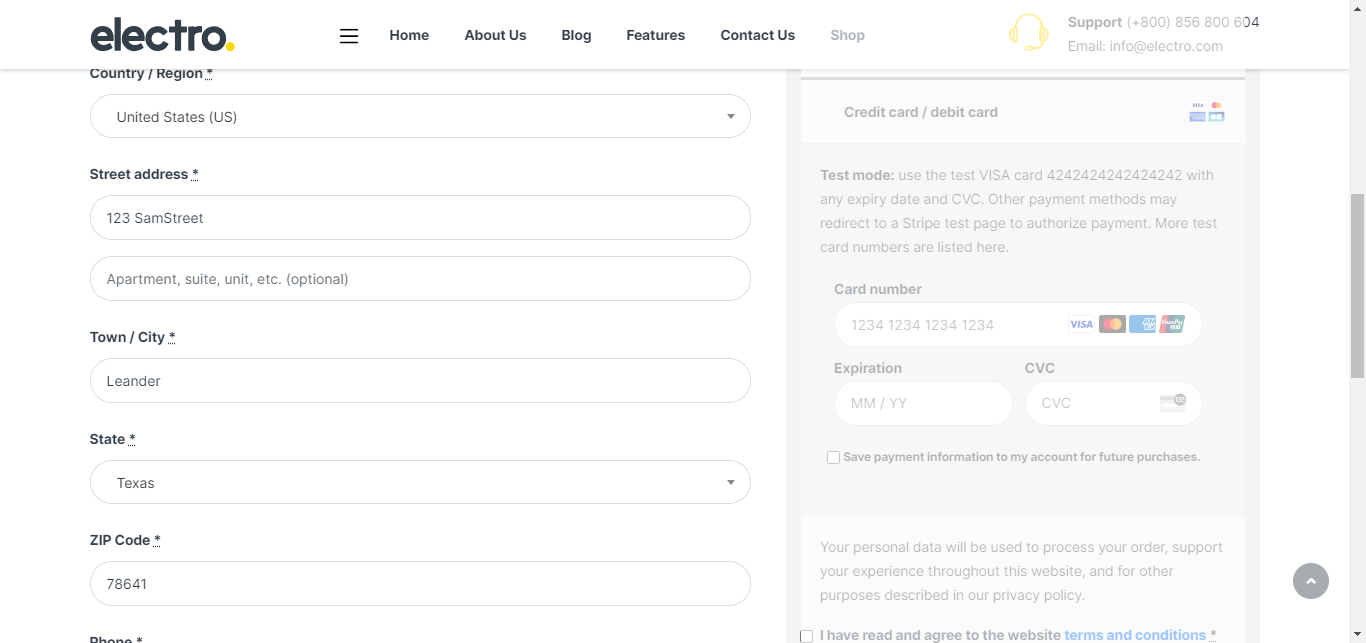 electro.
Home About Us Blog Features Contact Us Shop
Support (+800) 856 800 604
Email: info@electro.com
Country / Region *
United States (US)
Street address *
123 SamStreet
Apartment, suite, unit, etc. (optional)
Town / City *
Leander
State *
Texas
ZIP Code *
78641
Phone *
Credit card / debit card
VISA
Test mode: use the test VISA card 4242424242424242 with
any expiry date and CVC. Other payment methods may
redirect to a Stripe test page to authorize payment. More test
card numbers are listed here.
Card number
1234 1234 1234 1234
VISA
Expiration
CVC
MM / YY
CVC
Save payment information to my account for future purchases.
Your personal data will be used to process your order, support
your experience throughout this website, and for other
purposes described in our privacy policy.
I have read and agree to the website terms and conditions *